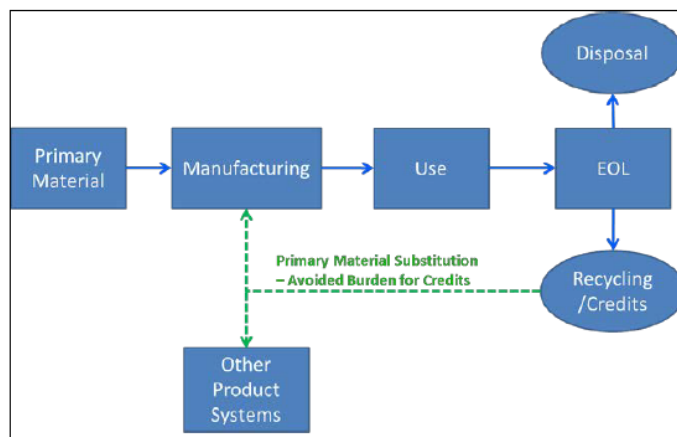 Disposal
Primary
Material
Manufacturing
Use
EOL
Primary Material Substitution
– Avoided Burden for Credits
Recycling
/Credits
Other
Product
Systems